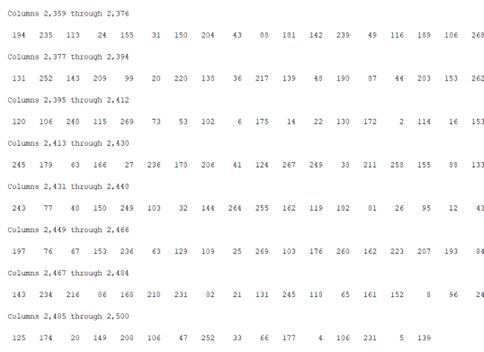 Columns 2,359 through 2,376
194 235 113 24 155 31 150 204 43 88 181 142 239 49 116 189 106 268
Columns 2,377 through 2,394
131 252 143 209 99 20 220 138 36 217 139 48 190 87 44 203 153 262
Columns 2,395 through 2,412
120 106 248 115 269 73 53 102 6 175 14 22 130 172 2 114 16 153
Columns 2,413 through 2,430
245 179 63 166 27 236 178 206 41 124 267 249 38 211 258 155 88 133
Columns 2,431 through 2,448
243 77 40 150 249 103 32 144 264 255 162 119 182 81 26 95 12 43
Columns 2,449 through 2,466
197 76 67 153 236 63 129 109 25 269 103 176 260 162 223 207 193 84
Columns 2,467 through 2,484
143 234 216 86 168 218 231 82 21 131 245 118 65 161 152 8 96 24
Columns 2,485 through 2,500
125 174 20 149 208 106 47 252 33 66 177 4 106 231 5 139